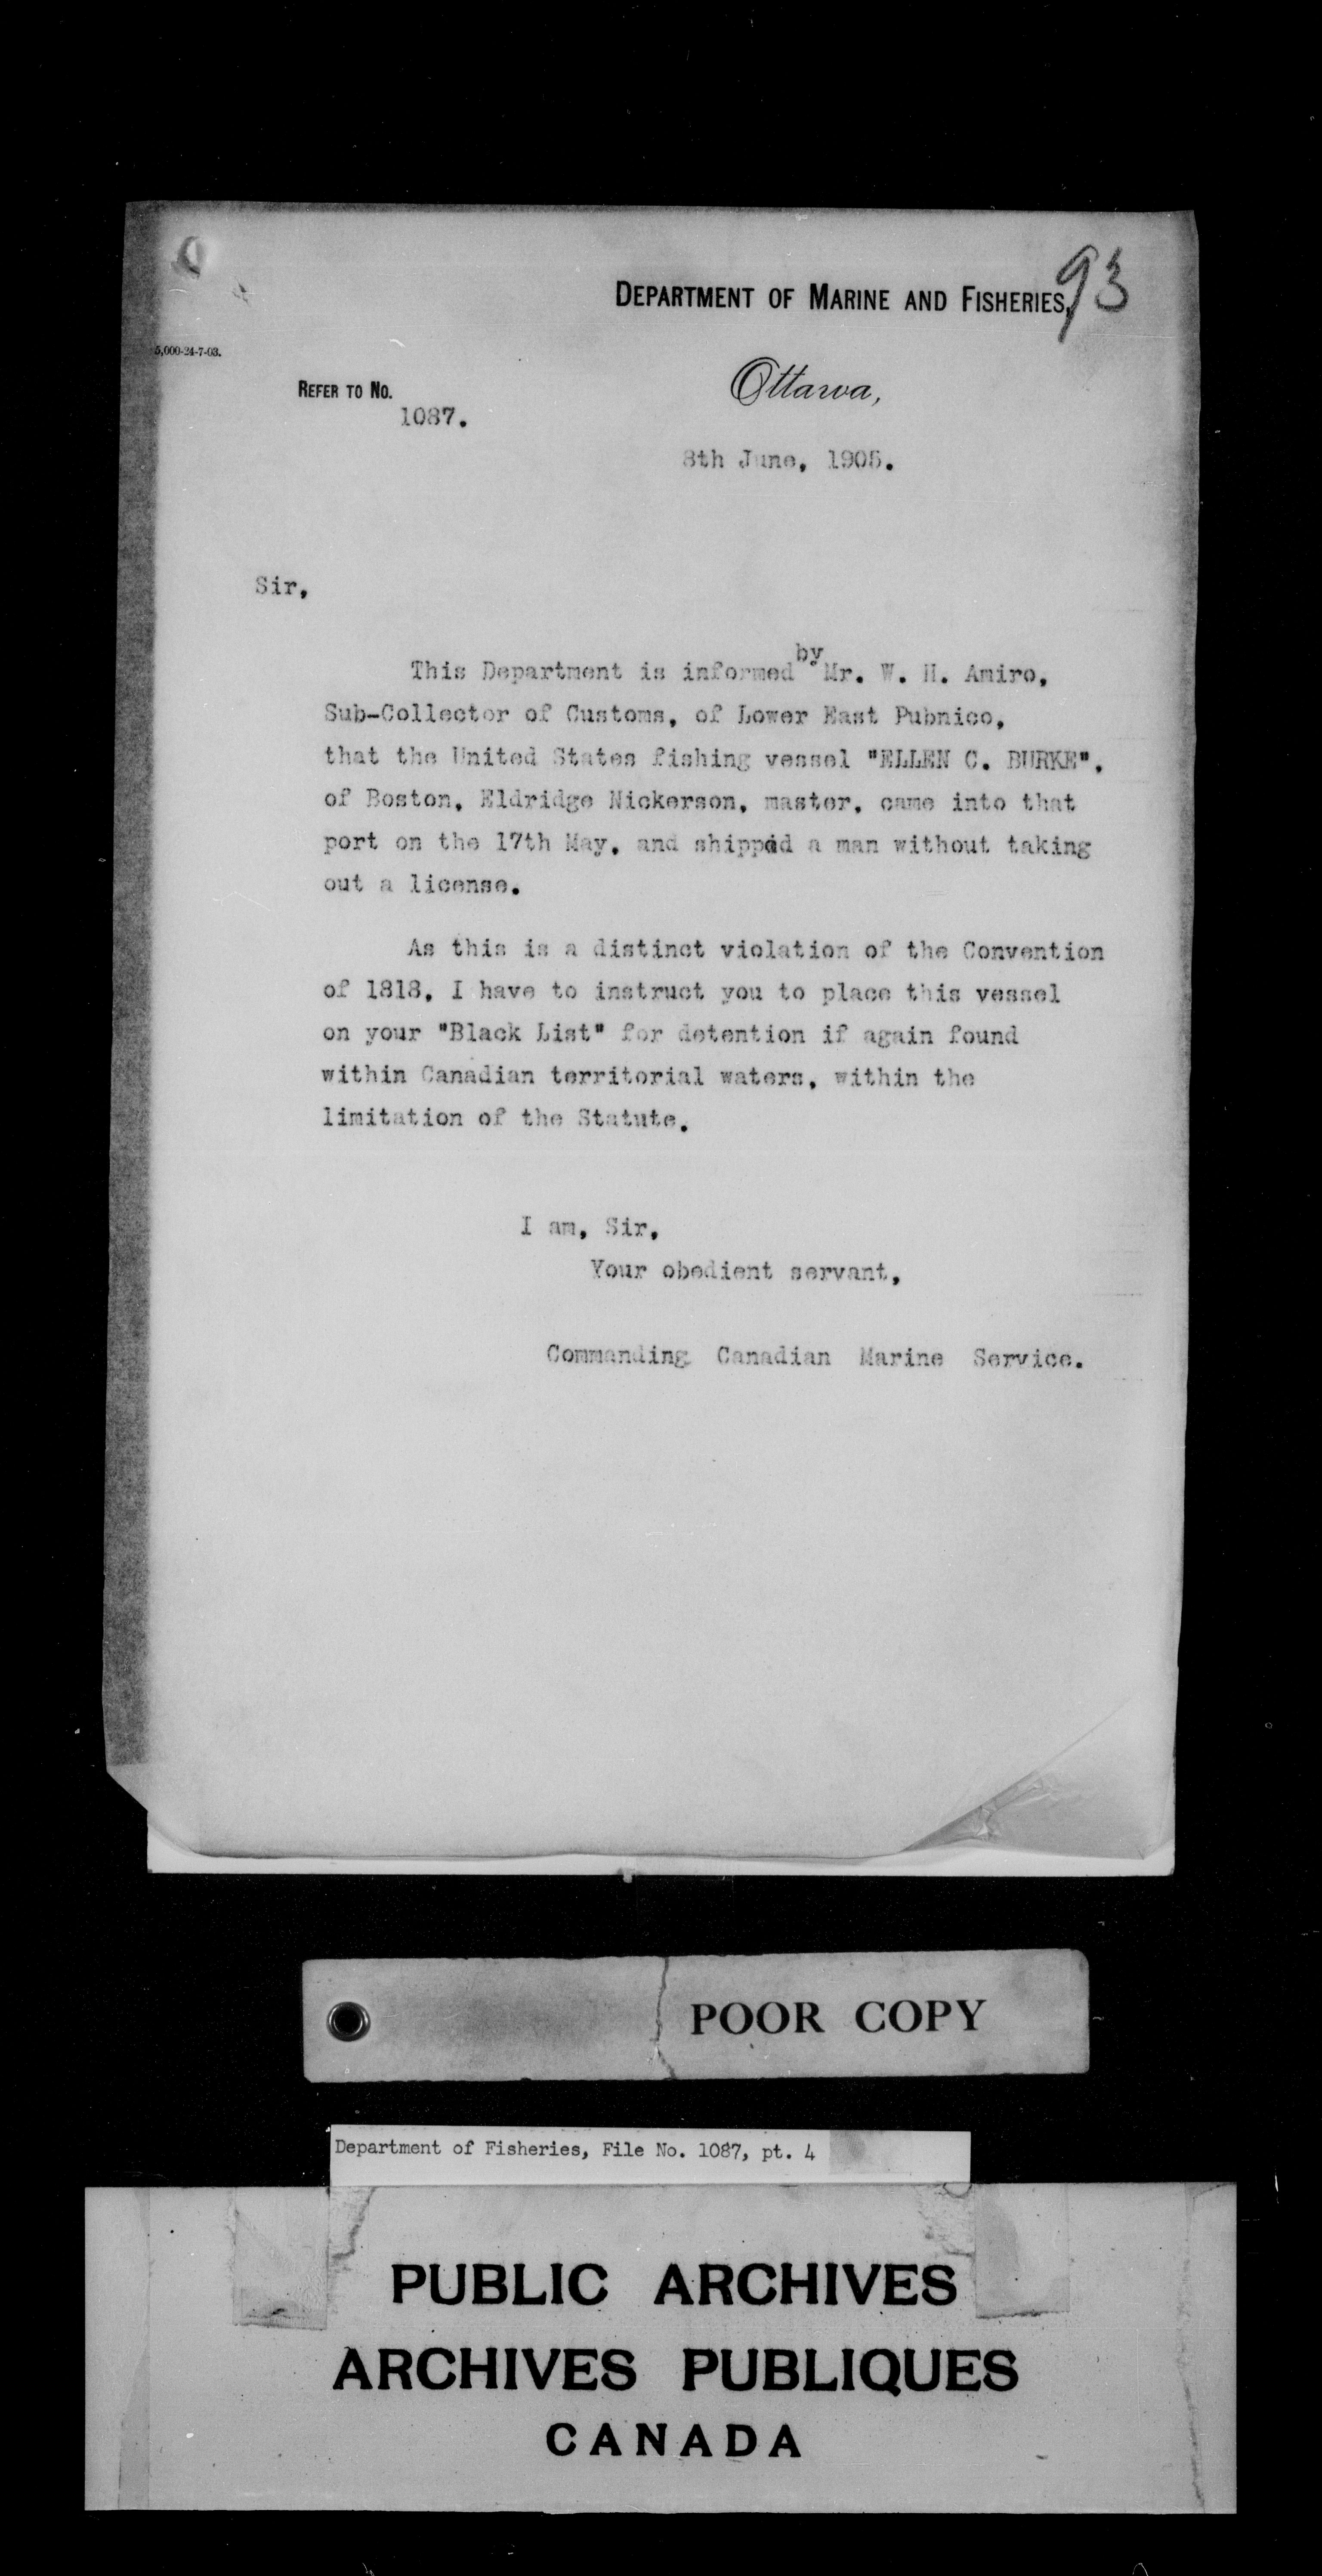 93
DEPARTMENT OF MARINE AND FISHERIES,
5,000-24-7-03.
REFER TO NO.
1087.
Ottawa,
8th June, 1905.
Sir,
by
This Department is informed Mr. W. H. Amiro,
Sub-Collector of Customs, of Lower East Pubnico,
that the United States fishing vessel "ELLEN C. BURKE",
of Boston, Eldridge Nickerson, master, came into that
port on the 17th May, and shipped a man without taking
out a license.
As this is a distinct violation of the Convention
of 1818, I have to instruct you to place this vessel
on your "Black List" for detention if again found
within Canadian territorial waters, within the
limitation of the Statute.
I am, Sir,
Your obedient servant,
Commanding Canadian Marine Service.
POOR COPY
Department of Fisheries, File No. 1087, pt. 4
PUBLIC ARCHIVES
ARCHIVES PUBLIQUES
CANADA